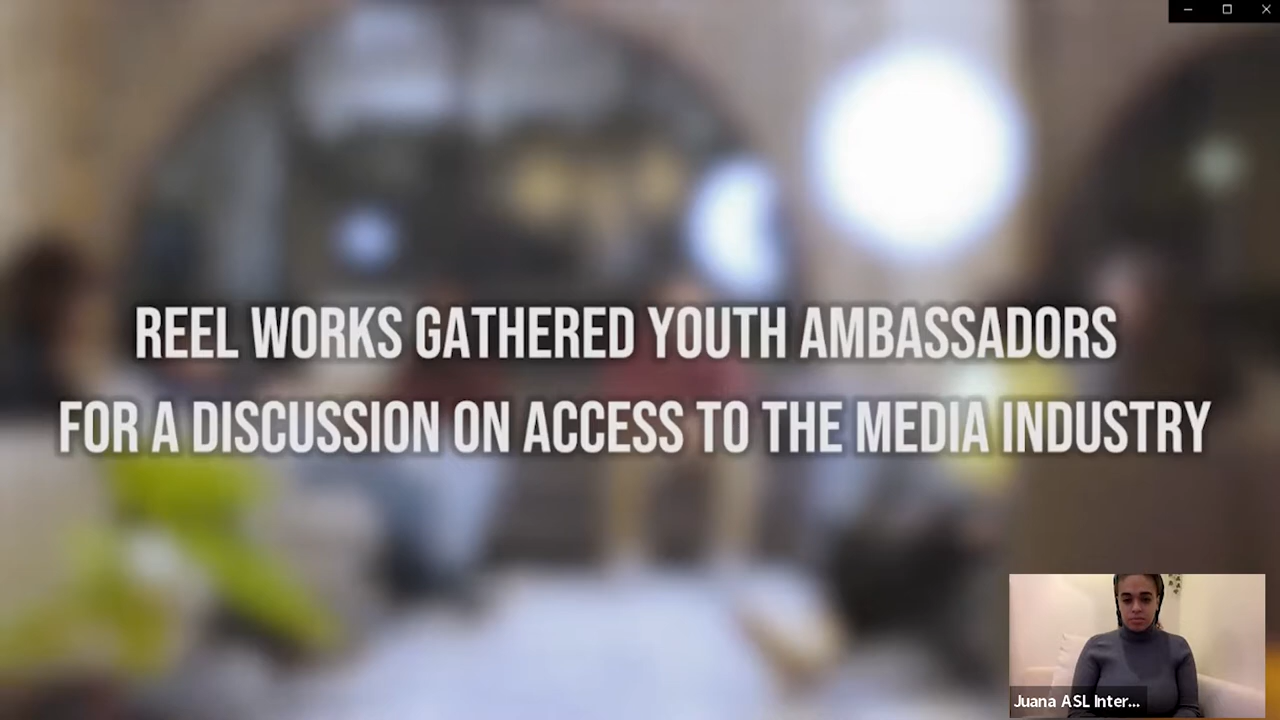 REEL WORKS GATHERED YOUTH AMBASSADORS
FOR A DISCUSSION ON ACCESS TO THE MEDIA INDUSTRY
Juana ASL Inter...